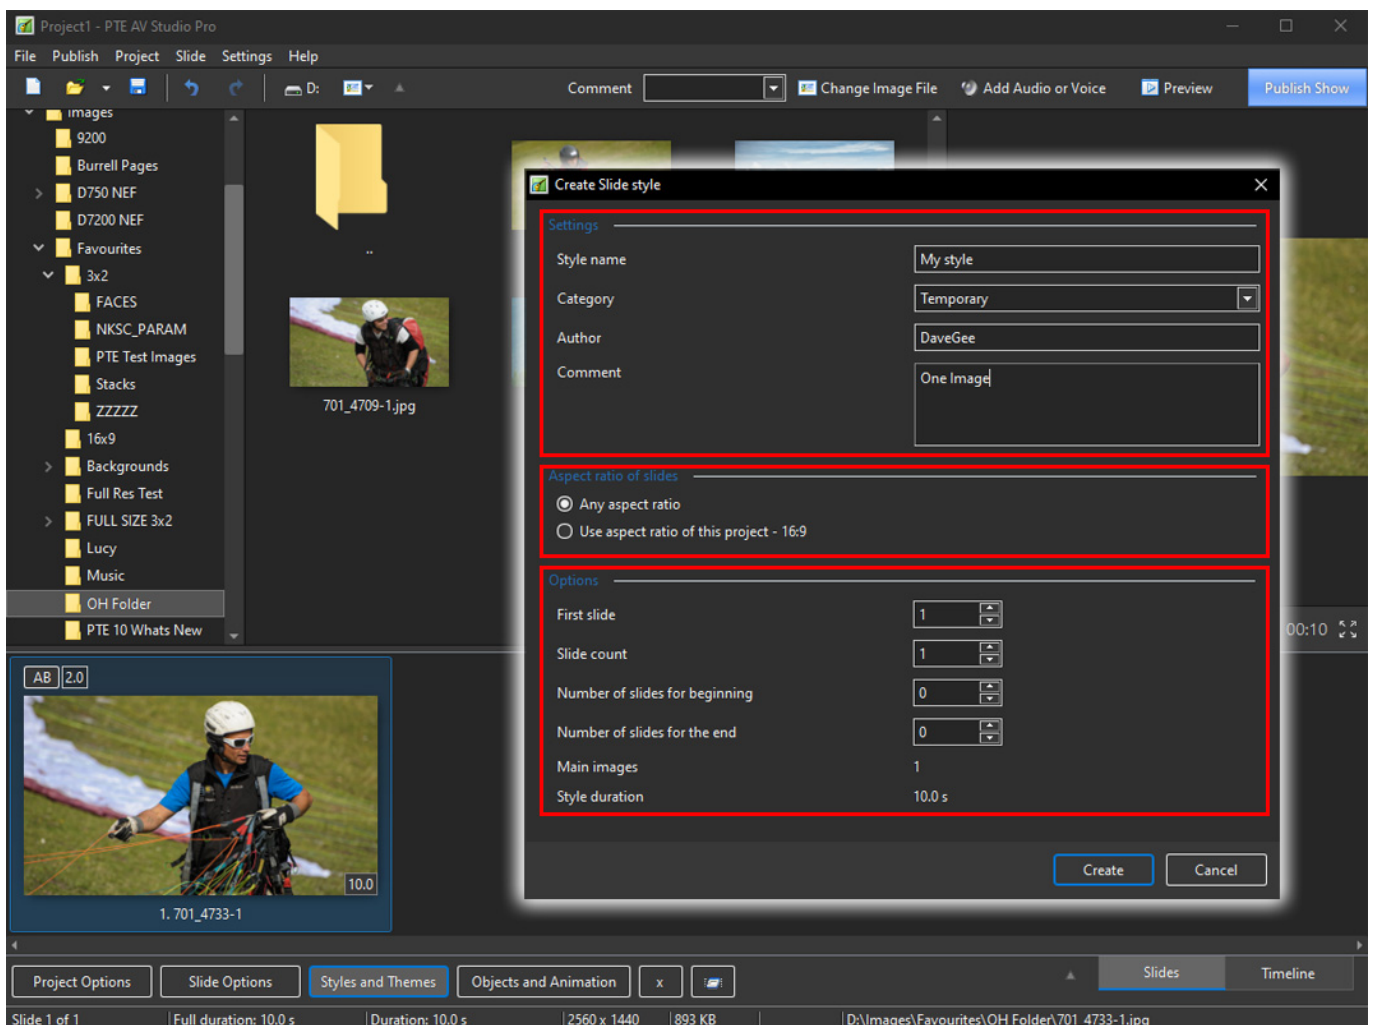 Project1 - PTE AV Studio Pro
File Publish Project Slide Settings Help
D: Comment Change Image File Add Audio or Voice Preview Publish Show
Images
9200
Burrell Pages
D750 NEF
D7200 NEF
Favourites
3x2
FACES
NKSC_PARAM
PTE Test Images
Stacks
ZZZZZ
16x9
Backgrounds
Full Res Test
FULL SIZE 3x2
Lucy
Music
OH Folder
PTE 10 Whats New
..
701_4709-1.jpg
Create Slide style
Settings
Style name My style
Category Temporary
Author DaveGee
Comment One Image
Aspect ratio of slides
Any aspect ratio
Use aspect ratio of this project - 16:9
Options
First slide 1
Slide count 1
Number of slides for beginning 0
Number of slides for the end 0
Main images 1
Style duration 10.0 s
Create Cancel
00:10
AB 2.0
10.0
1. 701_4733-1
Project Options Slide Options Styles and Themes Objects and Animation x Slides Timeline
Slide 1 of 1 Full duration: 10.0 s Duration: 10.0 s 2560 x 1440 893 KB D:\Images\Favourites\OH Folder\701_4733-1.jpg